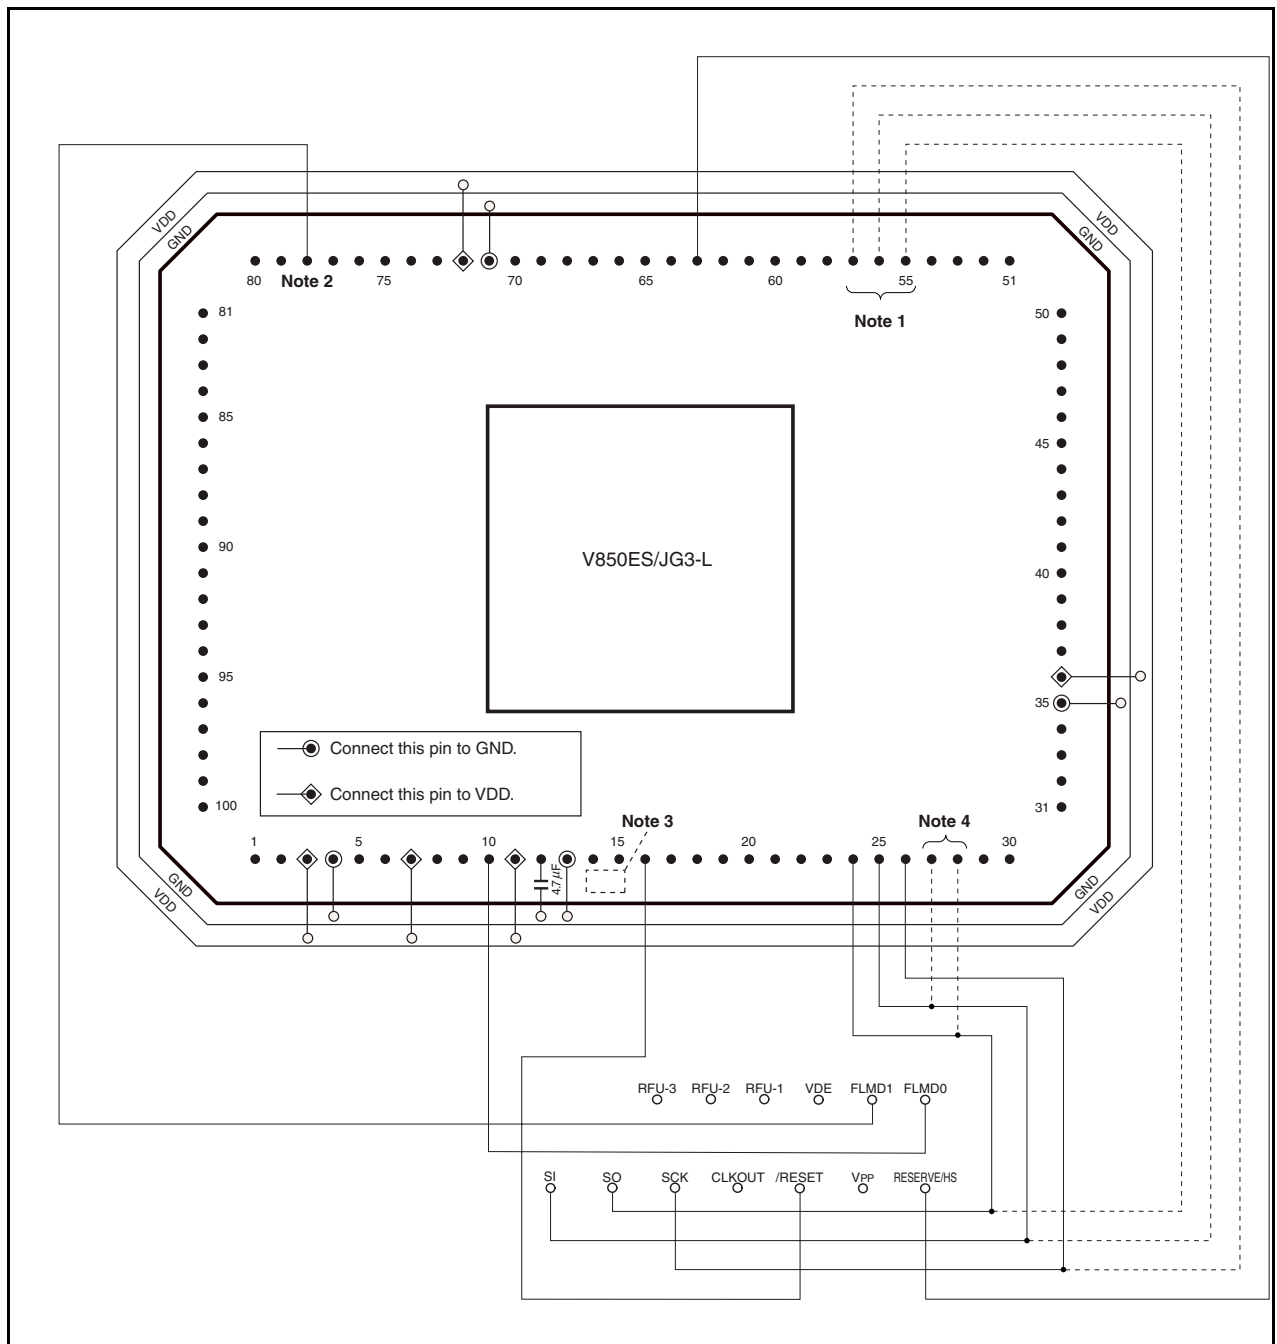 VDD
GND
VDD
GND
80
Note 2
75
70
65
60
55
51
Note 1
81
50
85
45
V850ES/JG3-L
90
40
95
35
Connect this pin to GND.
Connect this pin to VDD.
100
31
Note 3
Note 4
1
5
10
15
20
25
30
4.7 μF
GND
VDD
GND
VDD
RFU-3
RFU-2
RFU-1
VDE
FLMD1
FLMD0
SI
SO
SCK
CLKOUT
/RESET
VPP
RESERVE/HS